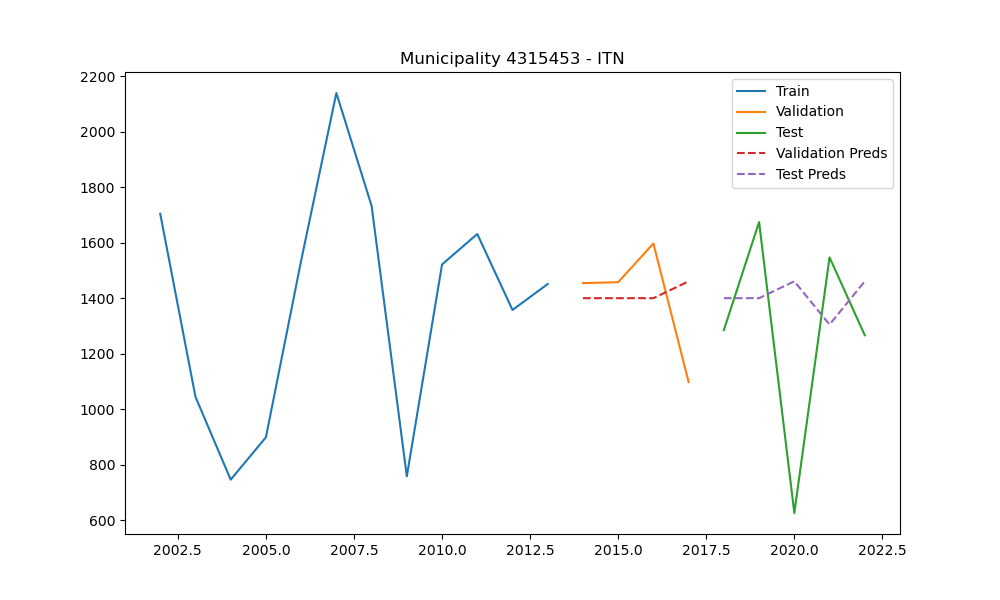 Municipality 4315453 - ITN
2200
2000
1800
1600
1400
1200
1000
800
600
2002.5 2005.0 2007.5 2010.0 2012.5 2015.0 2017.5 2020.0 2022.5
Train
Validation
Test
Validation Preds
Test Preds